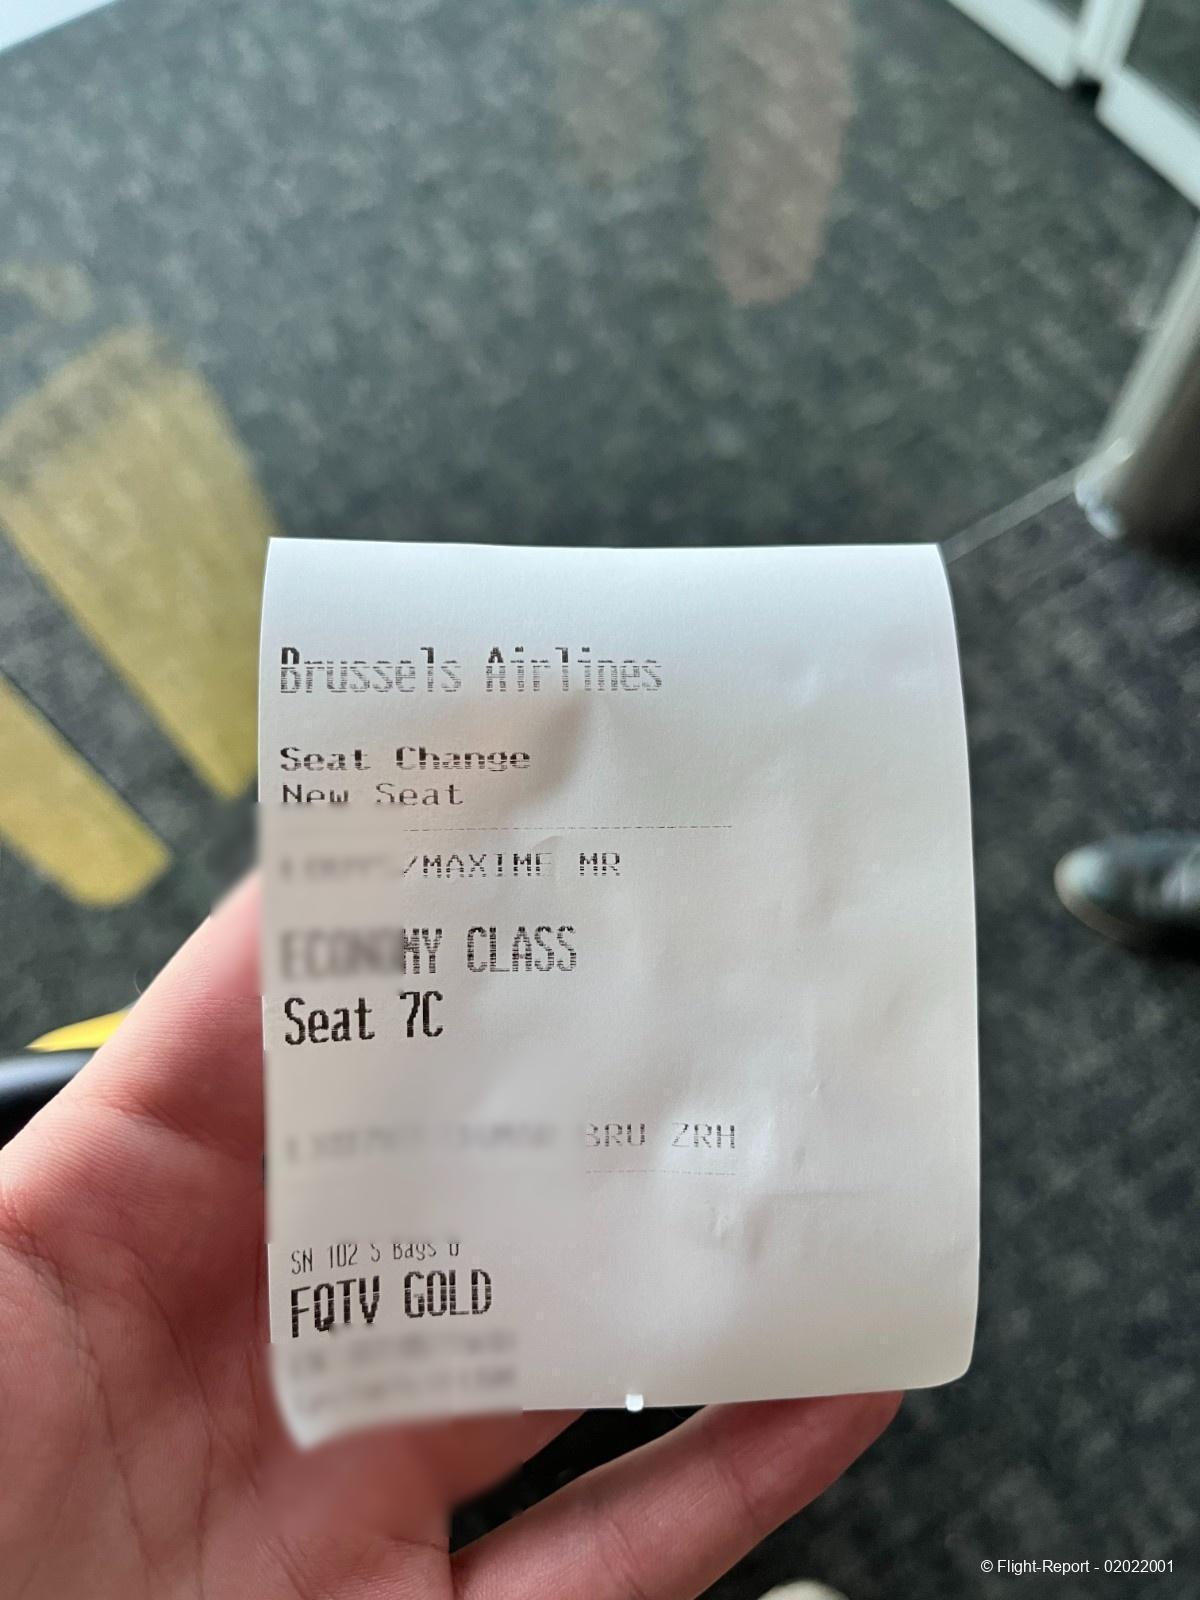 Brussels Airlines
Seat Change
New Seat
/MAXIME MR
ECONOMY CLASS
Seat 7C
BRU ZRH
SN 102 S Bags 0
FQTV GOLD
© Flight-Report - 02022001